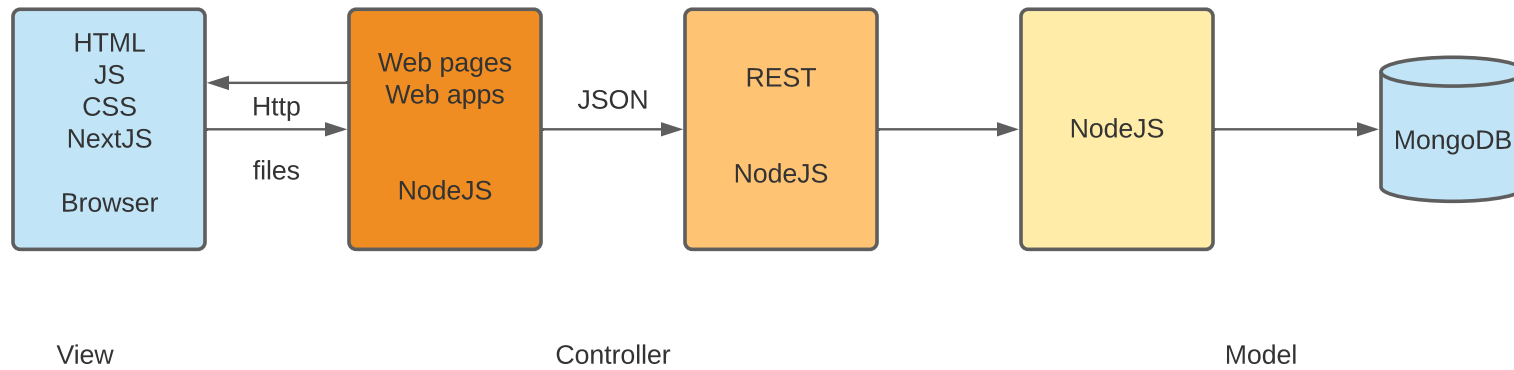 HTML
JS
CSS
NextJS
Browser
Http
files
Web pages
Web apps
NodeJS
JSON
REST
NodeJS
NodeJS
MongoDB
View
Controller
Model